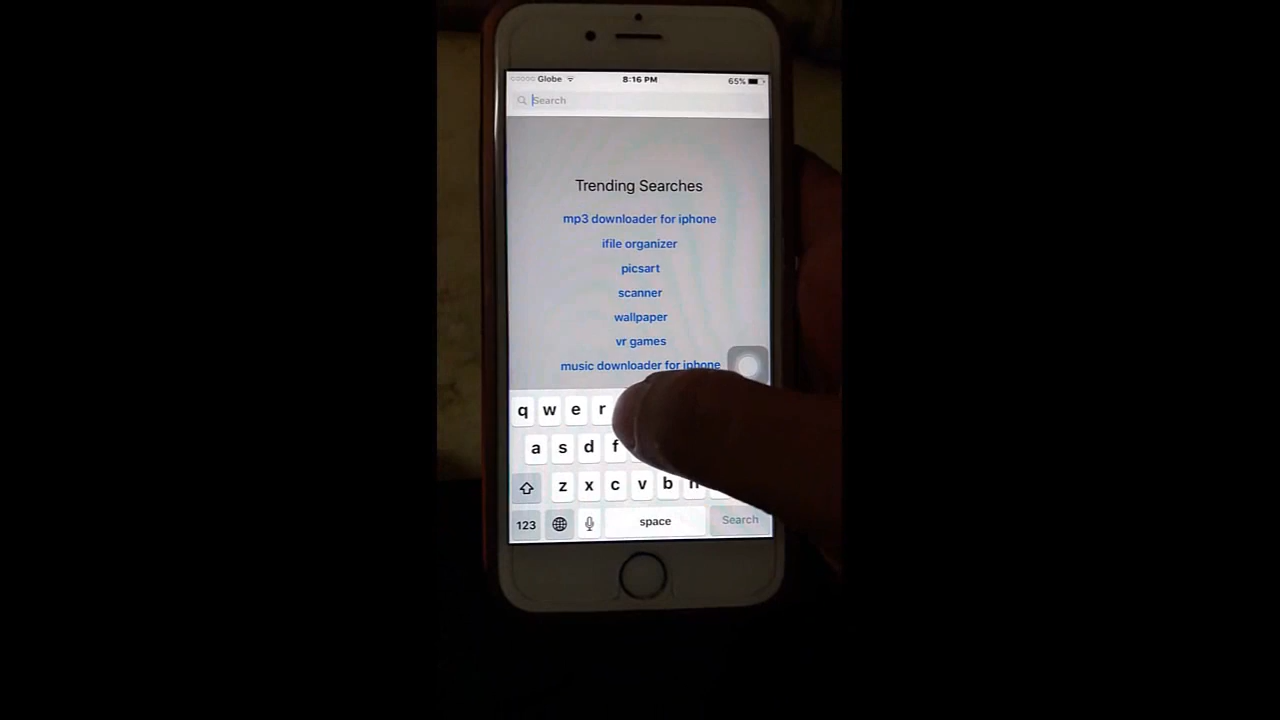 Globe 8:16 PM 65%
Search
Trending Searches
mp3 downloader for iphone
ifile organizer
picsart
scanner
wallpaper
vr games
music downloader for iphone
q w e r
a s d f
z x c v b
123 space Search